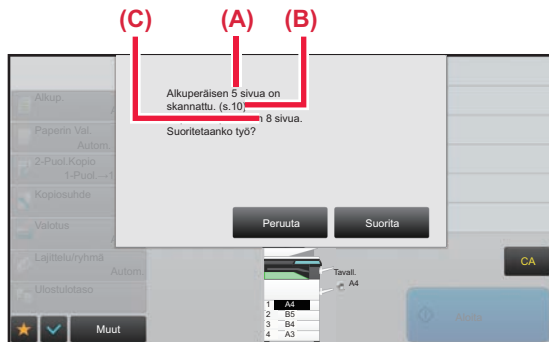 (C)
(A)
(B)
Alkuperäisen 5 sivua on
skannattu. (s.10)
n 8 sivua.
Suoritetaanko työ?
Peruuta
Suorita
Alkup.
A
Paperin Val.
Autom.
2-Puol.Kopio
1-Puol.→1
Kopiosuhde
Valotus
A
Lajittelu/ryhmä
Autom.
Ulostulotaso
Muut
Tavall.
A4
1 A4
2 B5
3 B4
4 A3
CA